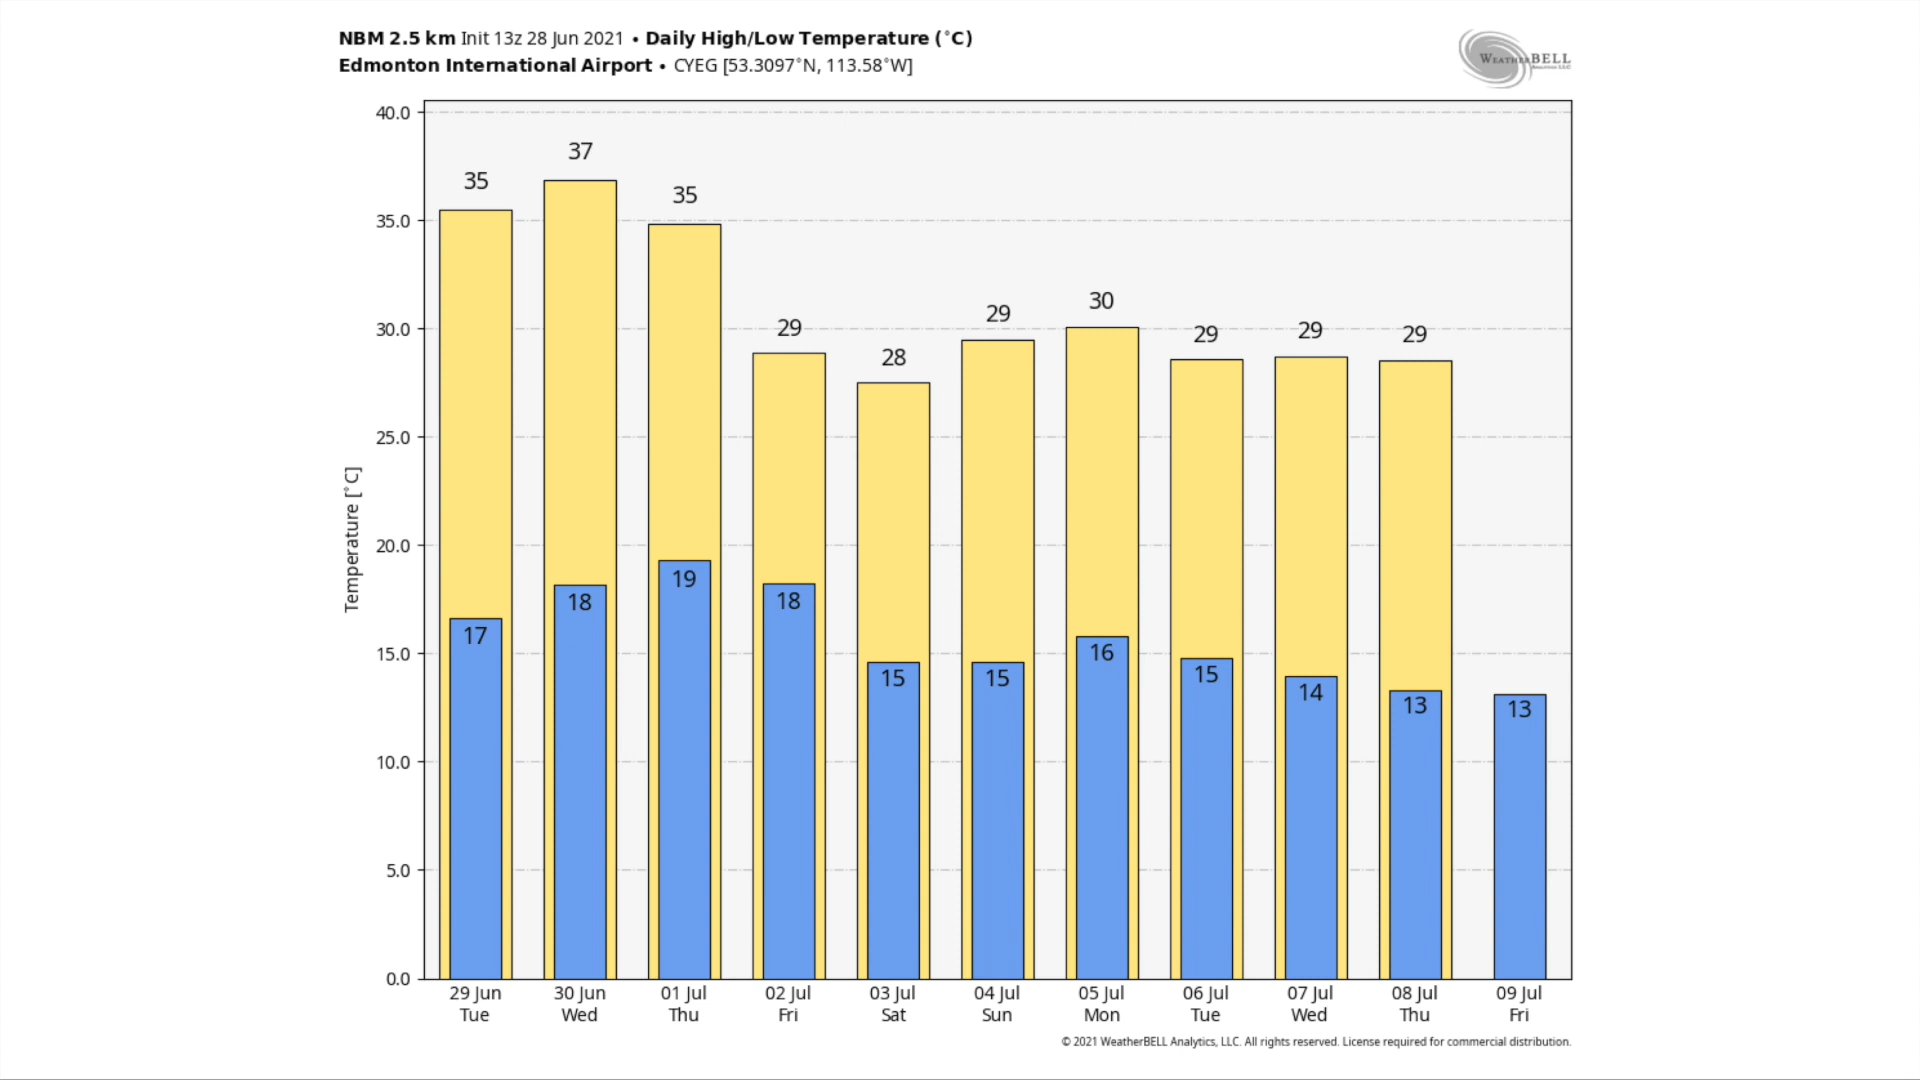 NBM 2.5 km Init 13z 28 Jun 2021 • Daily High/Low Temperature (°C)
Edmonton International Airport • CYEG [53.3097°N, 113.58°W]
WEATHERBELL
ANALYTICS LLC
40.0
35.0
30.0
25.0
20.0
15.0
10.0
5.0
0.0
Temperature [°C]
35 37 35 29 28 29 30 29 29 29
17 18 19 18 15 15 16 15 14 13 13
29 Jun 30 Jun 01 Jul 02 Jul 03 Jul 04 Jul 05 Jul 06 Jul 07 Jul 08 Jul 09 Jul
Tue Wed Thu Fri Sat Sun Mon Tue Wed Thu Fri
© 2021 WeatherBELL Analytics, LLC. All rights reserved. License required for commercial distribution.